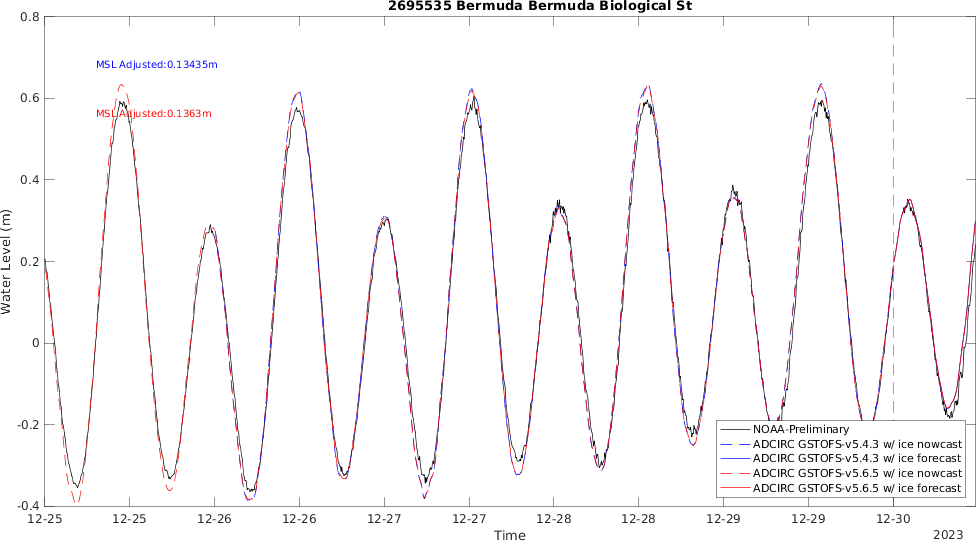 2695535 Bermuda Bermuda Biological St
0.8
0.6
0.4
0.2
0
-0.2
-0.4
Water Level (m)
MSL Adjusted:0.13435m
MSL Adjusted:0.1363m
NOAA-Preliminary
ADCIRC GSTOFS-v5.4.3 w/ ice nowcast
ADCIRC GSTOFS-v5.4.3 w/ ice forecast
ADCIRC GSTOFS-v5.6.5 w/ ice nowcast
ADCIRC GSTOFS-v5.6.5 w/ ice forecast
12-25 12-25 12-26 12-26 12-27 12-27 12-28 12-28 12-29 12-29 12-30
Time
2023